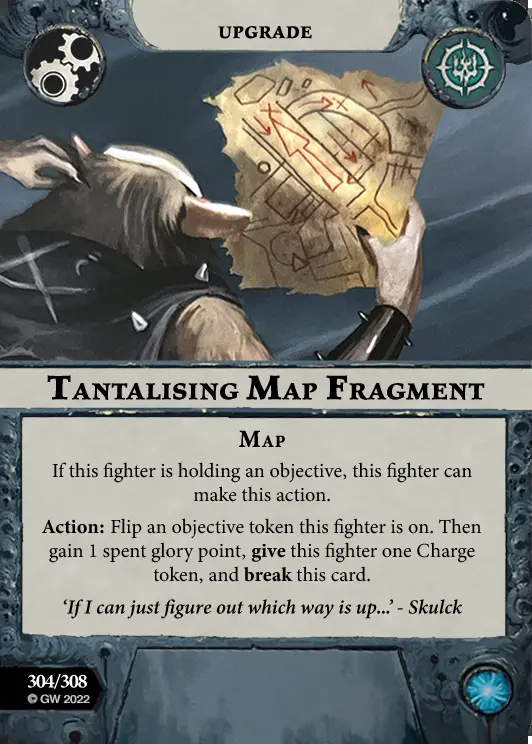 UPGRADE
TANTALISING MAP FRAGMENT
MAP
If this fighter is holding an objective, this fighter can
make this action.
Action: Flip an objective token this fighter is on. Then
gain 1 spent glory point, give this fighter one Charge
token, and break this card.
‘If I can just figure out which way is up...’ - Skulck
304/308
© GW 2022